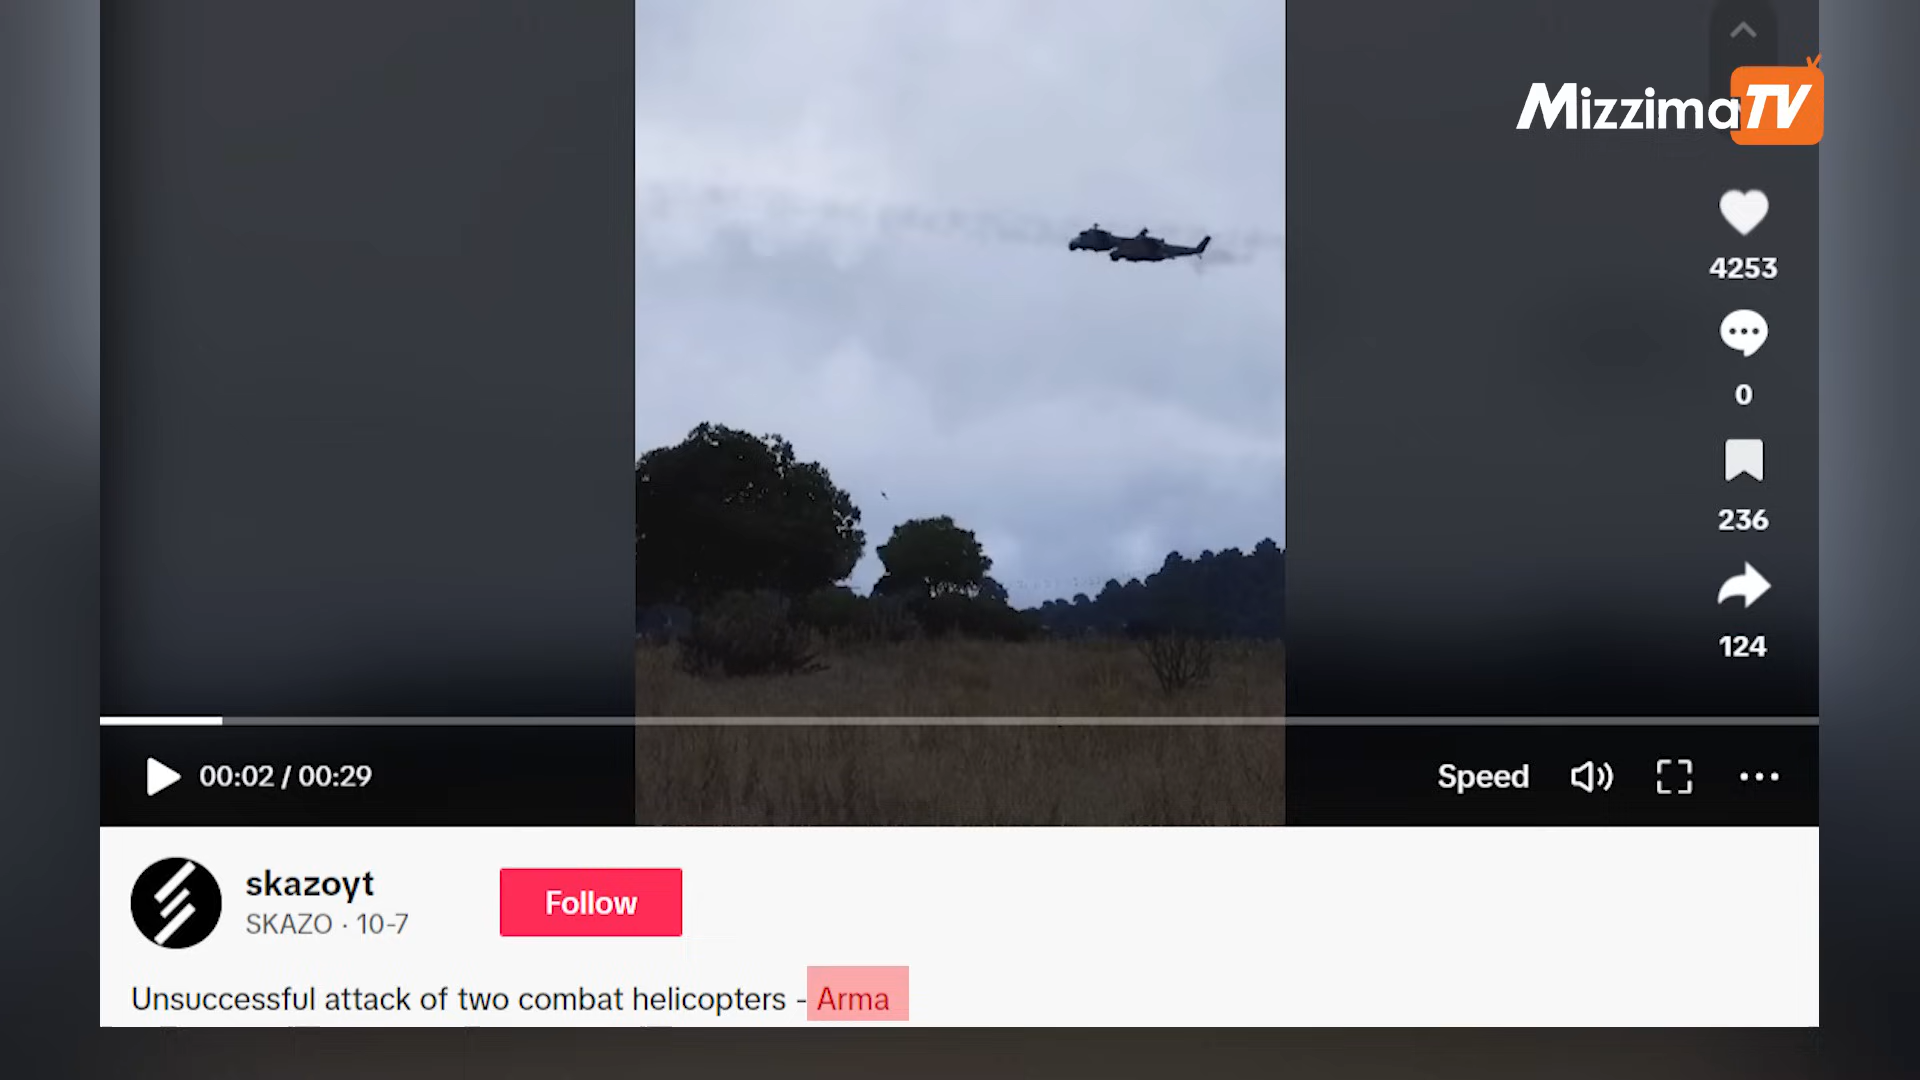 MizzimaTV
4253
0
236
124
00:02 / 00:29
Speed
skazoyt
SKAZO · 10-7
Follow
Unsuccessful attack of two combat helicopters - Arma